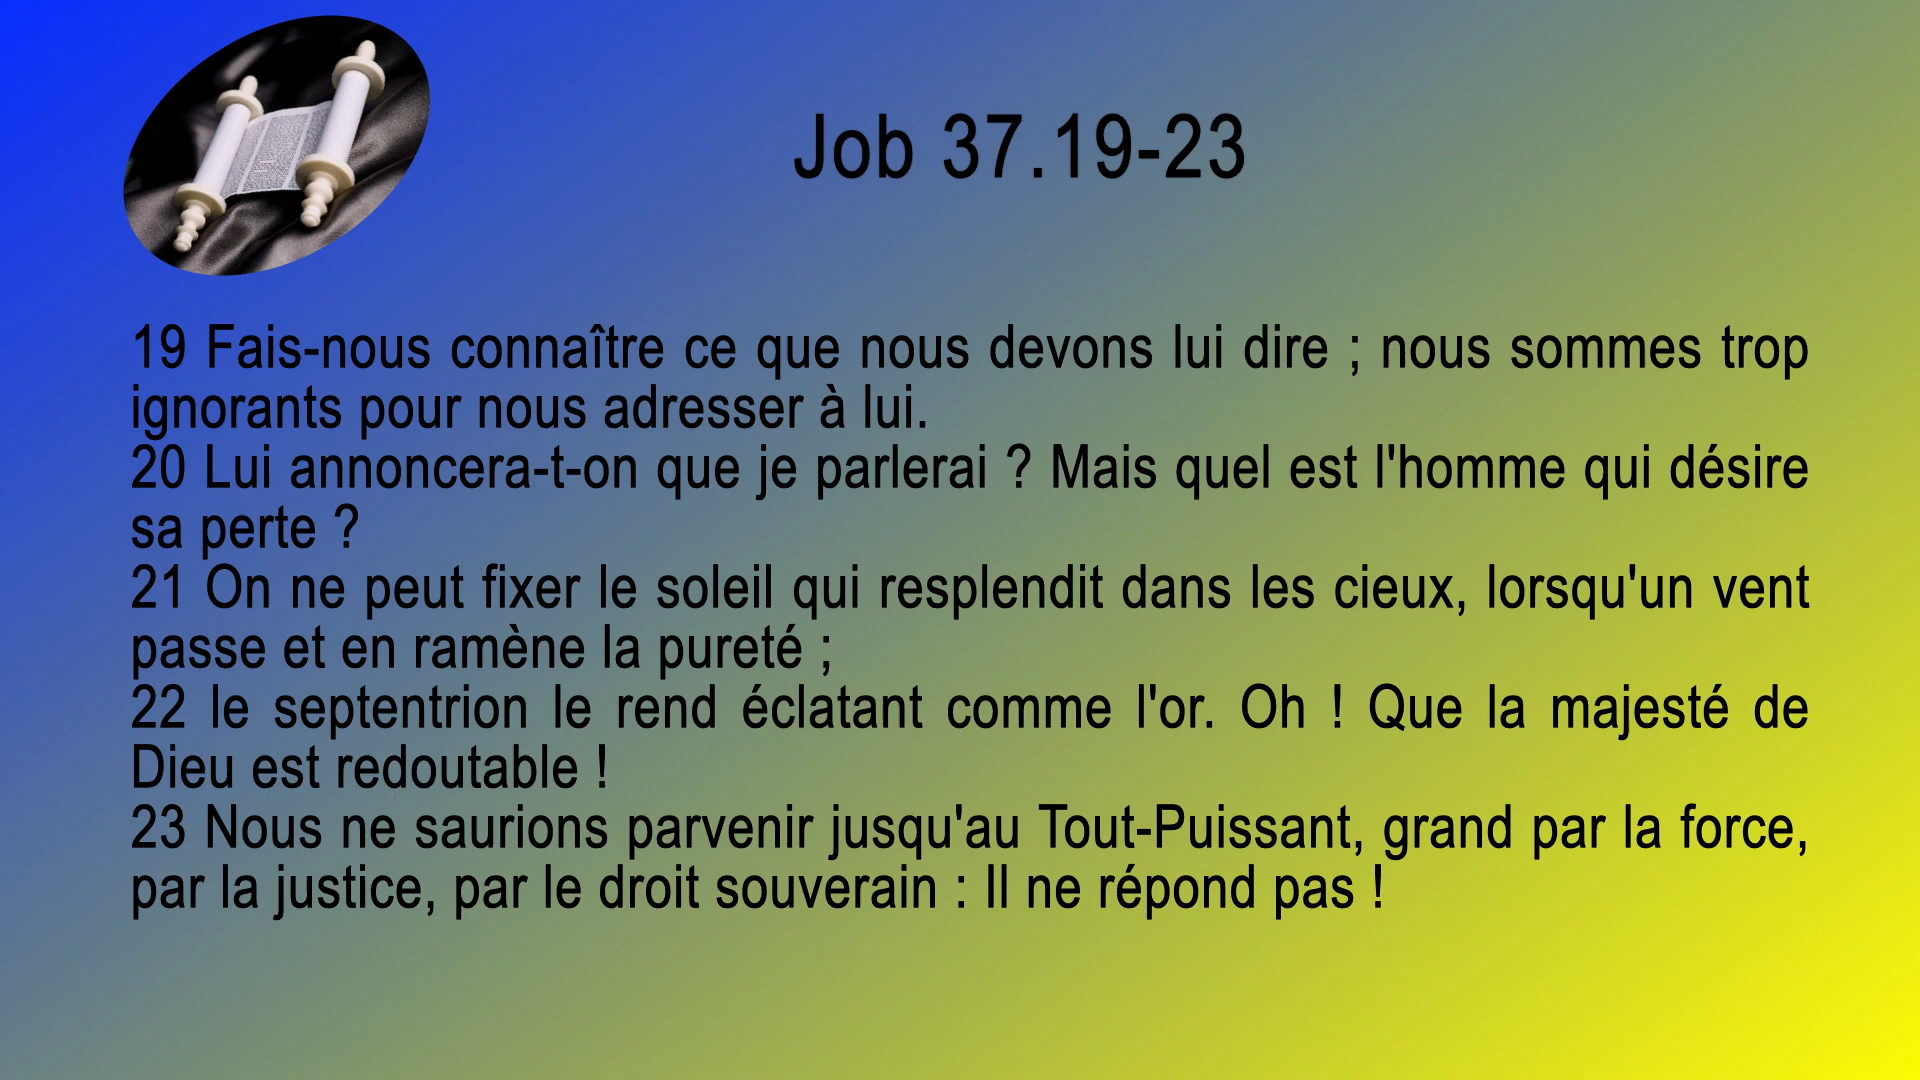 Job 37.19-23
19 Fais-nous connaître ce que nous devons lui dire ; nous sommes trop
ignorants pour nous adresser à lui.
20 Lui annoncera-t-on que je parlerai ? Mais quel est l'homme qui désire
sa perte ?
21 On ne peut fixer le soleil qui resplendit dans les cieux, lorsqu'un vent
passe et en ramène la pureté ;
22 le septentrion le rend éclatant comme l'or. Oh ! Que la majesté de
Dieu est redoutable !
23 Nous ne saurions parvenir jusqu'au Tout-Puissant, grand par la force,
par la justice, par le droit souverain : Il ne répond pas !